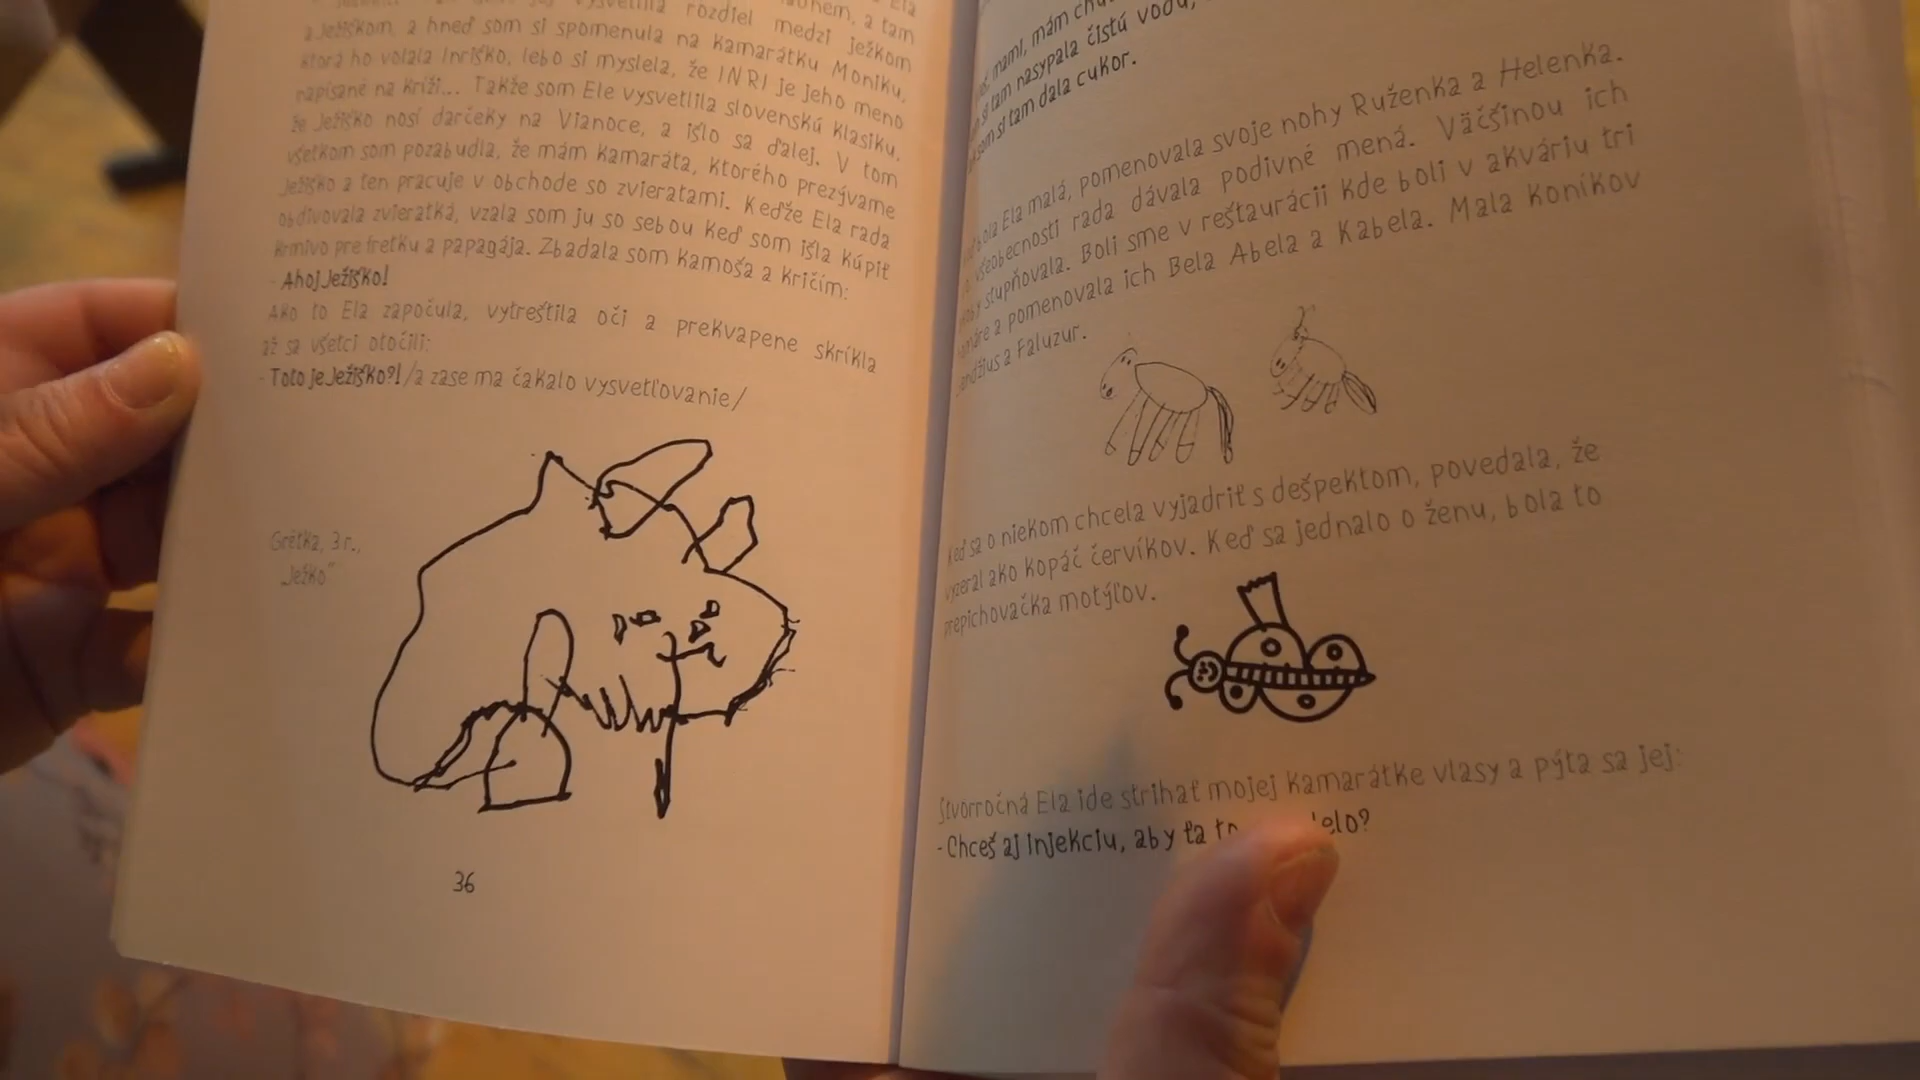 rozdiel medzi ježkom
a Ježiškom, a hneď som si spomenula na kamarátku Moniku,
ktorá ho volala Inriško, lebo si myslela, že INRI je jeho meno
napísané na kríži... Takže som Ele vysvetlila slovenskú klasiku,
že Ježiško nosí darčeky na Vianoce, a išlo sa ďalej. V tom
všetkom som pozabudla, že mám kamaráta, ktorého prezývame
Ježiško a ten pracuje v obchode so zvieratami. Keďže Ela rada
obdivovala zvieratká, vzala som ju so sebou keď som išla kúpiť
krmivo pre fretku a papagája. Zbadala som kamoša a kričím:
- Ahoj Ježiško!
Ako to Ela započula, vytreštila oči a prekvapene skríkla
až sa všetci otočili:
- Toto je Ježiško?! /a zase ma čakalo vysvetľovanie/
Grétka, 3 r.,
"Ježko"
36
mami, mám
si tam nasypala čistú vodu,
som si tam dala cukor.
bola Ela malá, pomenovala svoje nohy Ruženka a Helenka.
všeobecnosti rada dávala podivné mená. Väčšinou ich
stupňovala. Boli sme v reštaurácii kde boli v akváriu tri
a pomenovala ich Bela Abela a Kabela. Mala koníkov
a Faluzur.
Keď sa o niekom chcela vyjadriť s dešpektom, povedala, že
vyzeral ako kopáč červíkov. Keď sa jednalo o ženu, bola to
prepichovačka motýľov.
Štvorročná Ela ide strihať mojej kamarátke vlasy a pýta sa jej:
- Chceš aj injekciu, aby ťa